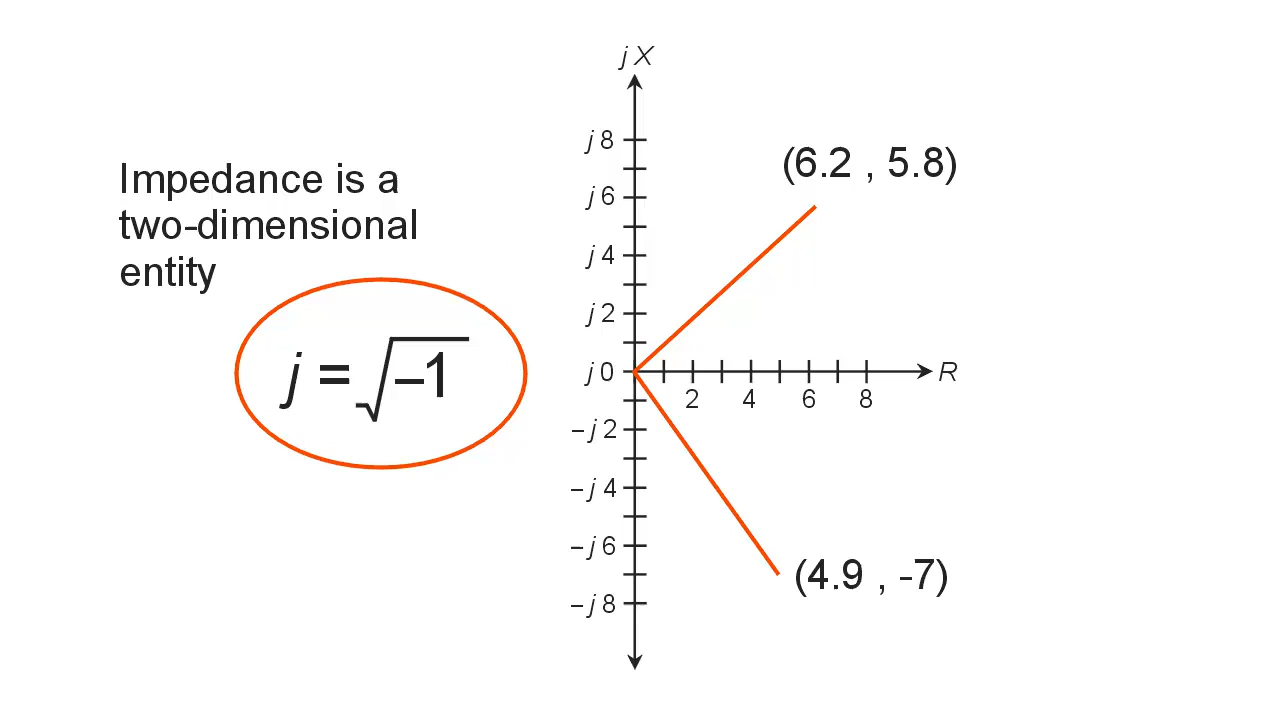 Impedance is a
two-dimensional
entity
j = √–1
j X
j 8
j 6
j 4
j 2
j 0
– j 2
– j 4
– j 6
– j 8
2 4 6 8
R
(6.2 , 5.8)
(4.9 , -7)